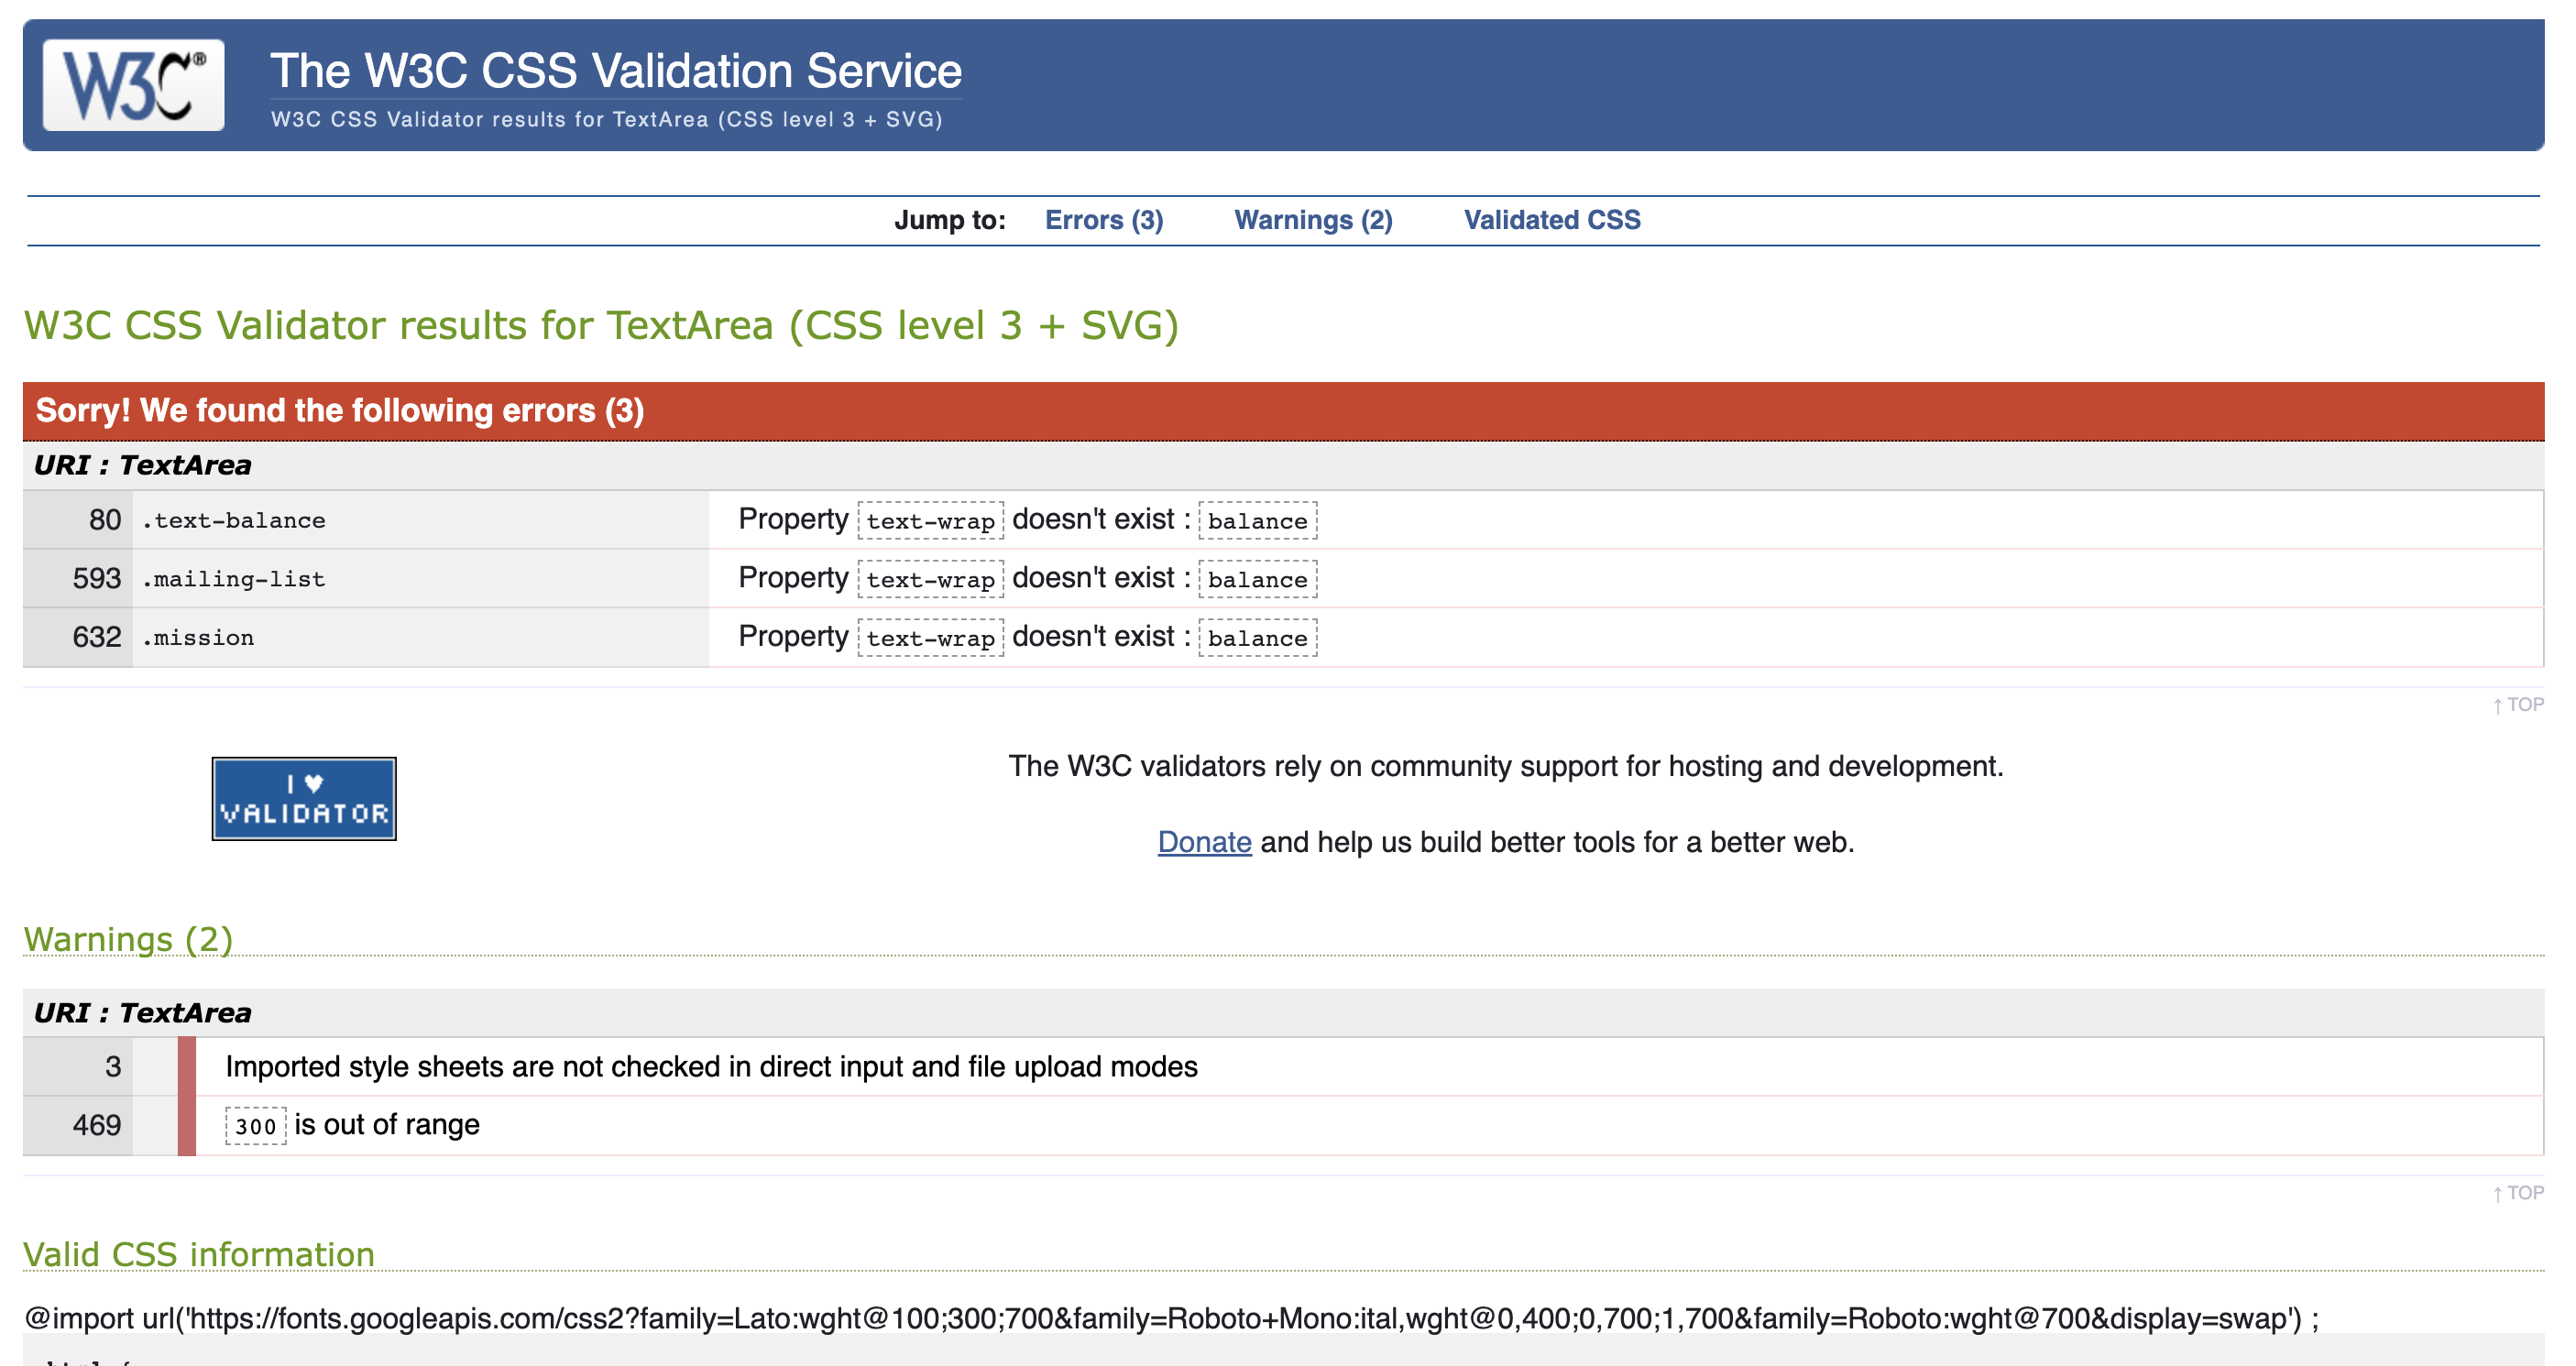 W3C®
The W3C CSS Validation Service
W3C CSS Validator results for TextArea (CSS level 3 + SVG)
Jump to: Errors (3) Warnings (2) Validated CSS
W3C CSS Validator results for TextArea (CSS level 3 + SVG)
Sorry! We found the following errors (3)
URI : TextArea
80 .text-balance Property text-wrap doesn't exist : balance
593 .mailing-list Property text-wrap doesn't exist : balance
632 .mission Property text-wrap doesn't exist : balance
↑ TOP
I ♥
VALIDATOR
The W3C validators rely on community support for hosting and development.
Donate and help us build better tools for a better web.
Warnings (2)
URI : TextArea
3 Imported style sheets are not checked in direct input and file upload modes
469 300 is out of range
↑ TOP
Valid CSS information
@import url('https://fonts.googleapis.com/css2?family=Lato:wght@100;300;700&family=Roboto+Mono:ital,wght@0,400;0,700;1,700&family=Roboto:wght@700&display=swap') ;